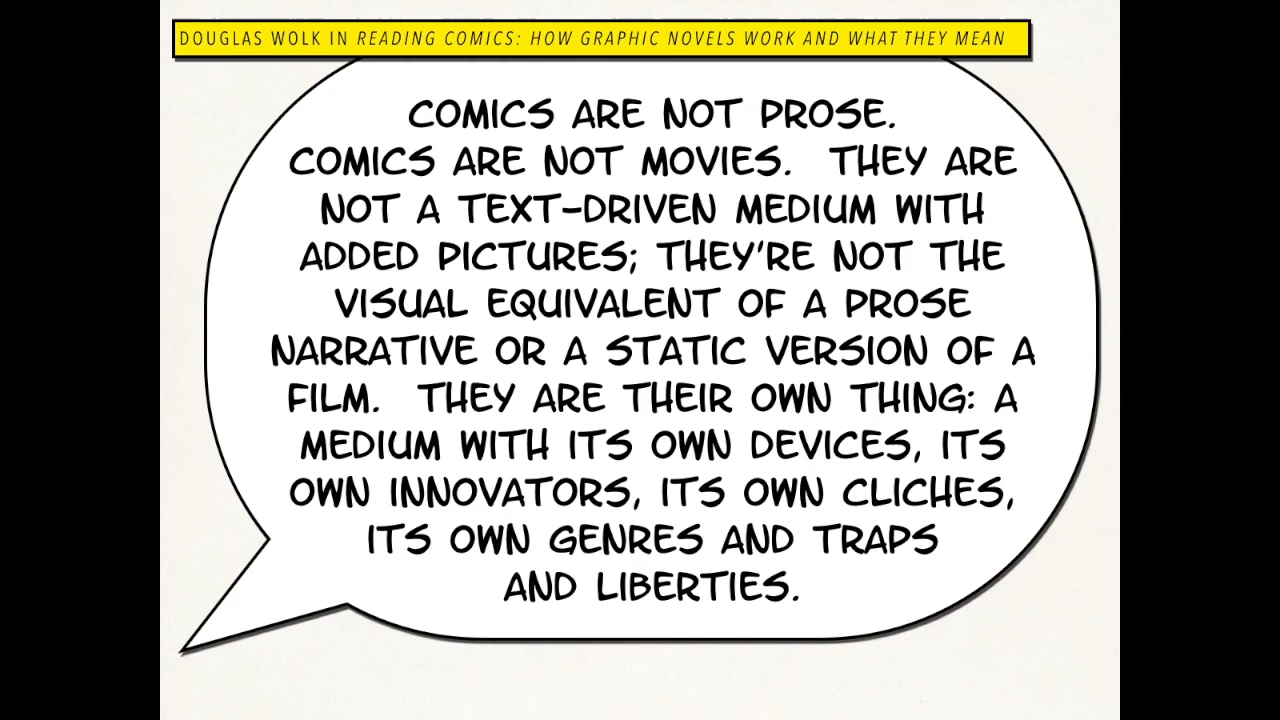 DOUGLAS WOLK IN READING COMICS: HOW GRAPHIC NOVELS WORK AND WHAT THEY MEAN
COMICS ARE NOT PROSE.
COMICS ARE NOT MOVIES. THEY ARE
NOT A TEXT-DRIVEN MEDIUM WITH
ADDED PICTURES; THEY'RE NOT THE
VISUAL EQUIVALENT OF A PROSE
NARRATIVE OR A STATIC VERSION OF A
FILM. THEY ARE THEIR OWN THING: A
MEDIUM WITH ITS OWN DEVICES, ITS
OWN INNOVATORS, ITS OWN CLICHES,
ITS OWN GENRES AND TRAPS
AND LIBERTIES.